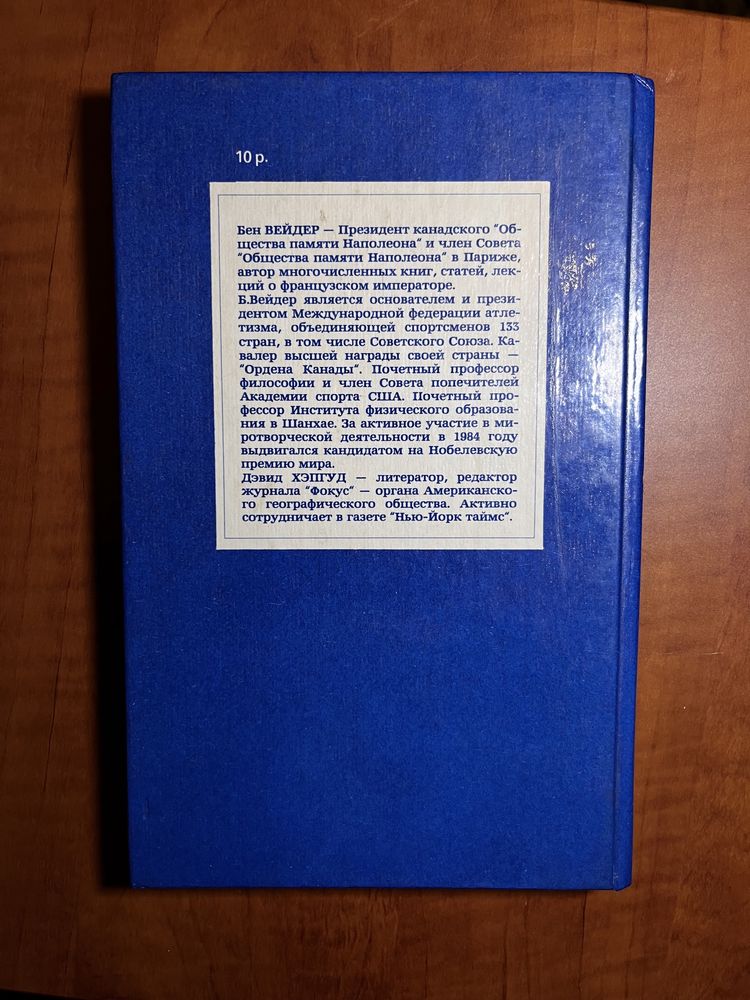 10 р.
Бен ВЕЙДЕР — Президент канадского "Об-
щества памяти Наполеона" и член Совета
"Общества памяти Наполеона" в Париже,
автор многочисленных книг, статей, лек-
ций о французском императоре.
Б.Вейдер является основателем и прези-
дентом Международной федерации атле-
тизма, объединяющей спортсменов 133
стран, в том числе Советского Союза. Ка-
валер высшей награды своей страны —
"Ордена Канады". Почетный профессор
философии и член Совета попечителей
Академии спорта США. Почетный про-
фессор Института физического образова-
ния в Шанхае. За активное участие в ми-
ротворческой деятельности в 1984 году
выдвигался кандидатом на Нобелевскую
премию мира.
Дэвид ХЭПГУД — литератор, редактор
журнала "Фокус" — органа Американско-
го географического общества. Активно
сотрудничает в газете "Нью-Йорк таймс".